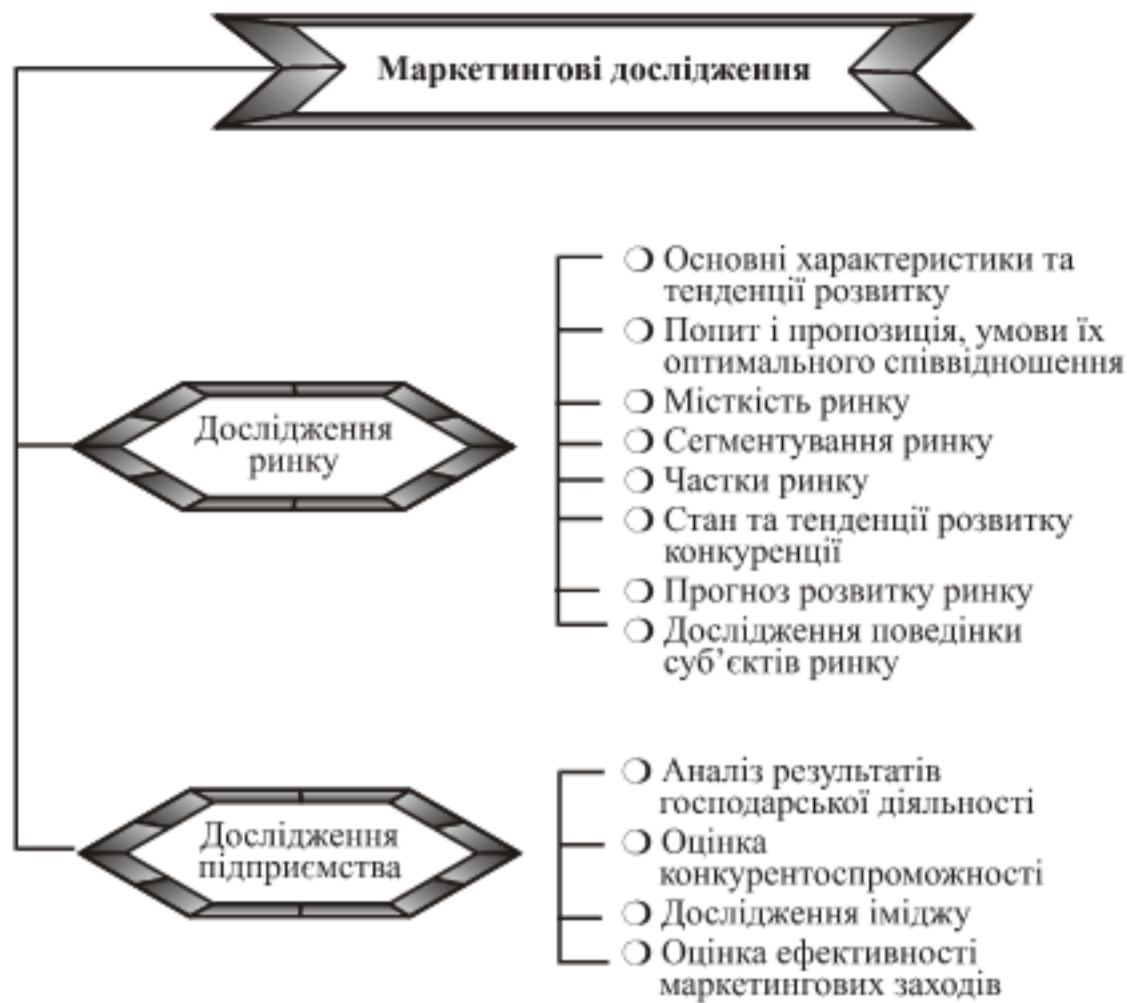 Маркетингові дослідження
Дослідження
ринку
Основні характеристики та
тенденції розвитку
Попит і пропозиція, умови їх
оптимального співвідношення
Місткість ринку
Сегментування ринку
Частки ринку
Стан та тенденції розвитку
конкуренції
Прогноз розвитку ринку
Дослідження поведінки
суб’єктів ринку
Дослідження
підприємства
Аналіз результатів
господарської діяльності
Оцінка
конкурентоспроможності
Дослідження іміджу
Оцінка ефективності
маркетингових заходів